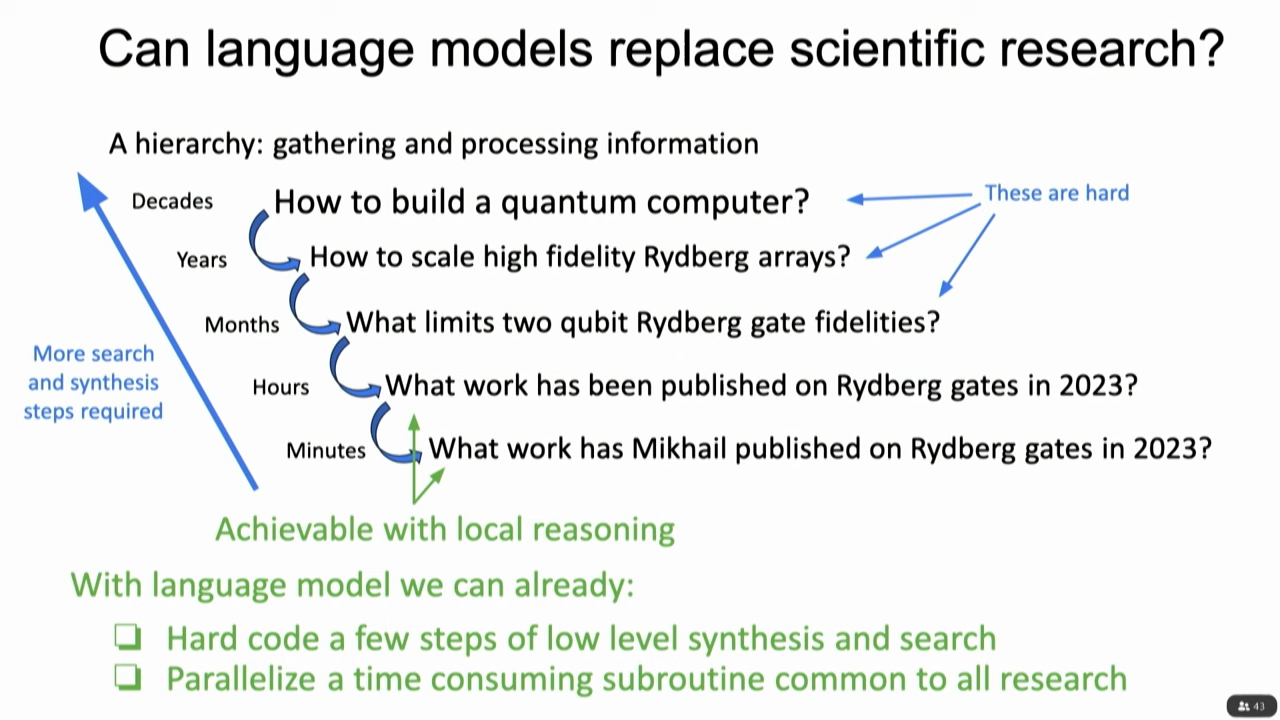 Can language models replace scientific research?
A hierarchy: gathering and processing information
Decades
How to build a quantum computer?
These are hard
Years
How to scale high fidelity Rydberg arrays?
Months
What limits two qubit Rydberg gate fidelities?
More search
and synthesis
steps required
Hours
What work has been published on Rydberg gates in 2023?
Minutes
What work has Mikhail published on Rydberg gates in 2023?
Achievable with local reasoning
With language model we can already:
Hard code a few steps of low level synthesis and search
Parallelize a time consuming subroutine common to all research
43